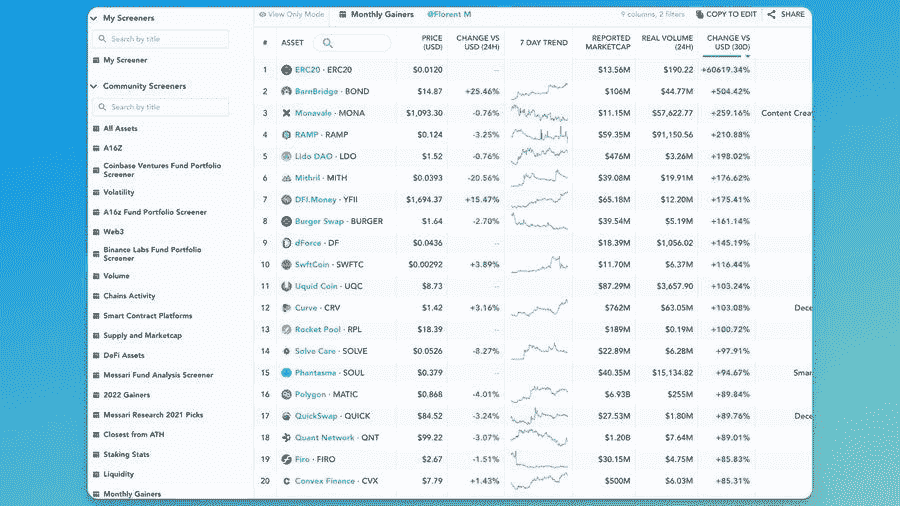 My Screeners
Search by title
My Screener
Community Screeners
Search by title
All Assets
A16Z
Coinbase Ventures Fund Portfolio
Screener
Volatility
A16z Fund Portfolio Screener
Web3
Binance Labs Fund Portfolio
Screener
Volume
Chains Activity
Smart Contract Platforms
Supply and Marketcap
DeFi Assets
Messari Fund Analysis Screener
2022 Gainers
Messari Research 2021 Picks
Closest from ATH
Staking Stats
Liquidity
Monthly Gainers
View Only Mode Monthly Gainers @Florent M 9 columns, 2 filters COPY TO EDIT SHARE
# ASSET PRICE (USD) CHANGE VS USD (24H) 7 DAY TREND REPORTED MARKETCAP REAL VOLUME (24H) CHANGE VS USD (30D)
1 ERC20 · ERC20 $0.0120 -- $13.56M $190.22 +60619.34%
2 BarnBridge · BOND $14.87 +25.46% $106M $44.77M +504.42%
3 Monavale · MONA $1,093.30 -0.76% $11.15M $57,622.77 +259.16% Content Creat
4 RAMP · RAMP $0.124 -3.25% $59.35M $91,150.56 +210.88%
5 Lido DAO · LDO $1.52 -0.76% $476M $3.26M +198.02%
6 Mithril · MITH $0.0393 -20.56% $39.08M $19.91M +176.62%
7 DFI.Money · YFII $1,694.37 +15.47% $65.18M $12.20M +175.41%
8 Burger Swap · BURGER $1.64 -2.70% $39.54M $5.19M +161.14%
9 dForce · DF $0.0436 -- $18.39M $1,056.02 +145.19%
10 SwftCoin · SWFTC $0.00292 +3.89% $11.70M $6.37M +116.44%
11 Uquid Coin · UQC $8.73 -- $87.29M $3,657.90 +103.24%
12 Curve · CRV $1.42 +3.16% $762M $63.05M +103.08% Dece
13 Rocket Pool · RPL $18.39 -- $189M $0.19M +100.72%
14 Solve Care · SOLVE $0.0526 -8.27% $22.89M $6.28M +97.91%
15 Phantasma · SOUL $0.379 -- $40.35M $15,134.82 +94.67% Smar
16 Polygon · MATIC $0.868 -4.01% $6.93B $255M +89.84%
17 QuickSwap · QUICK $84.52 -3.24% $27.53M $1.80M +89.76% Dece
18 Quant Network · QNT $99.22 -3.07% $1.20B $7.64M +89.01%
19 Firo · FIRO $2.67 -1.51% $30.15M $4.75M +85.83%
20 Convex Finance · CVX $7.79 +1.43% $500M $6.03M +85.31%